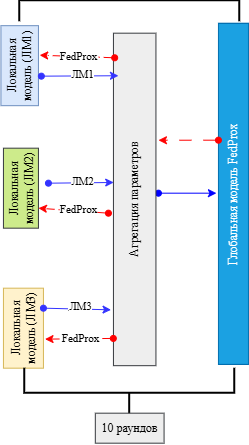 Локальная
модель (ЛМ1)
FedProx
ЛМ1
Локальная
модель (ЛМ2)
ЛМ2
FedProx
Локальная
модель (ЛМ3)
ЛМ3
FedProx
Агрегация параметров
Глобальная модель FedProx
10 раундов